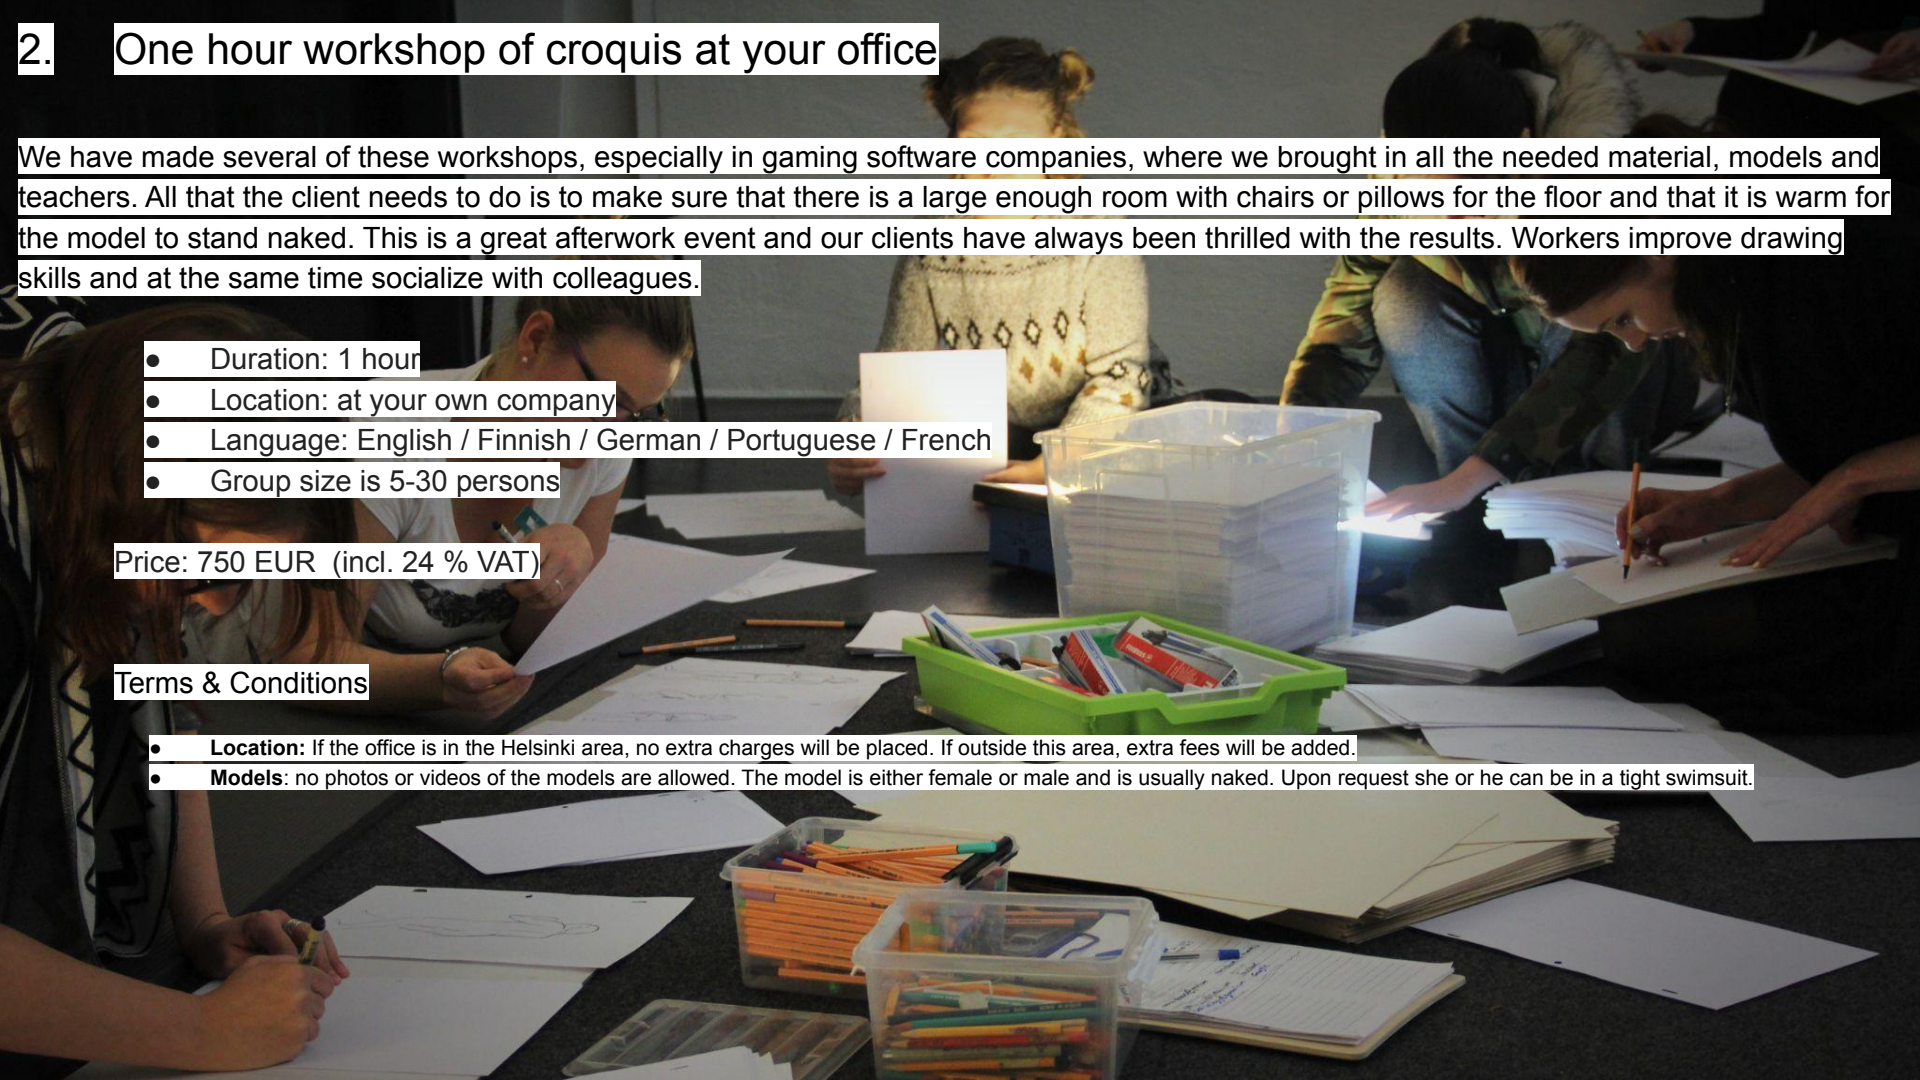 2. One hour workshop of croquis at your office
We have made several of these workshops, especially in gaming software companies, where we brought in all the needed material, models and
teachers. All that the client needs to do is to make sure that there is a large enough room with chairs or pillows for the floor and that it is warm for
the model to stand naked. This is a great afterwork event and our clients have always been thrilled with the results. Workers improve drawing
skills and at the same time socialize with colleagues.
● Duration: 1 hour
● Location: at your own company
● Language: English / Finnish / German / Portuguese / French
● Group size is 5-30 persons
Price: 750 EUR (incl. 24 % VAT)
Terms & Conditions
● Location: If the office is in the Helsinki area, no extra charges will be placed. If outside this area, extra fees will be added.
● Models: no photos or videos of the models are allowed. The model is either female or male and is usually naked. Upon request she or he can be in a tight swimsuit.